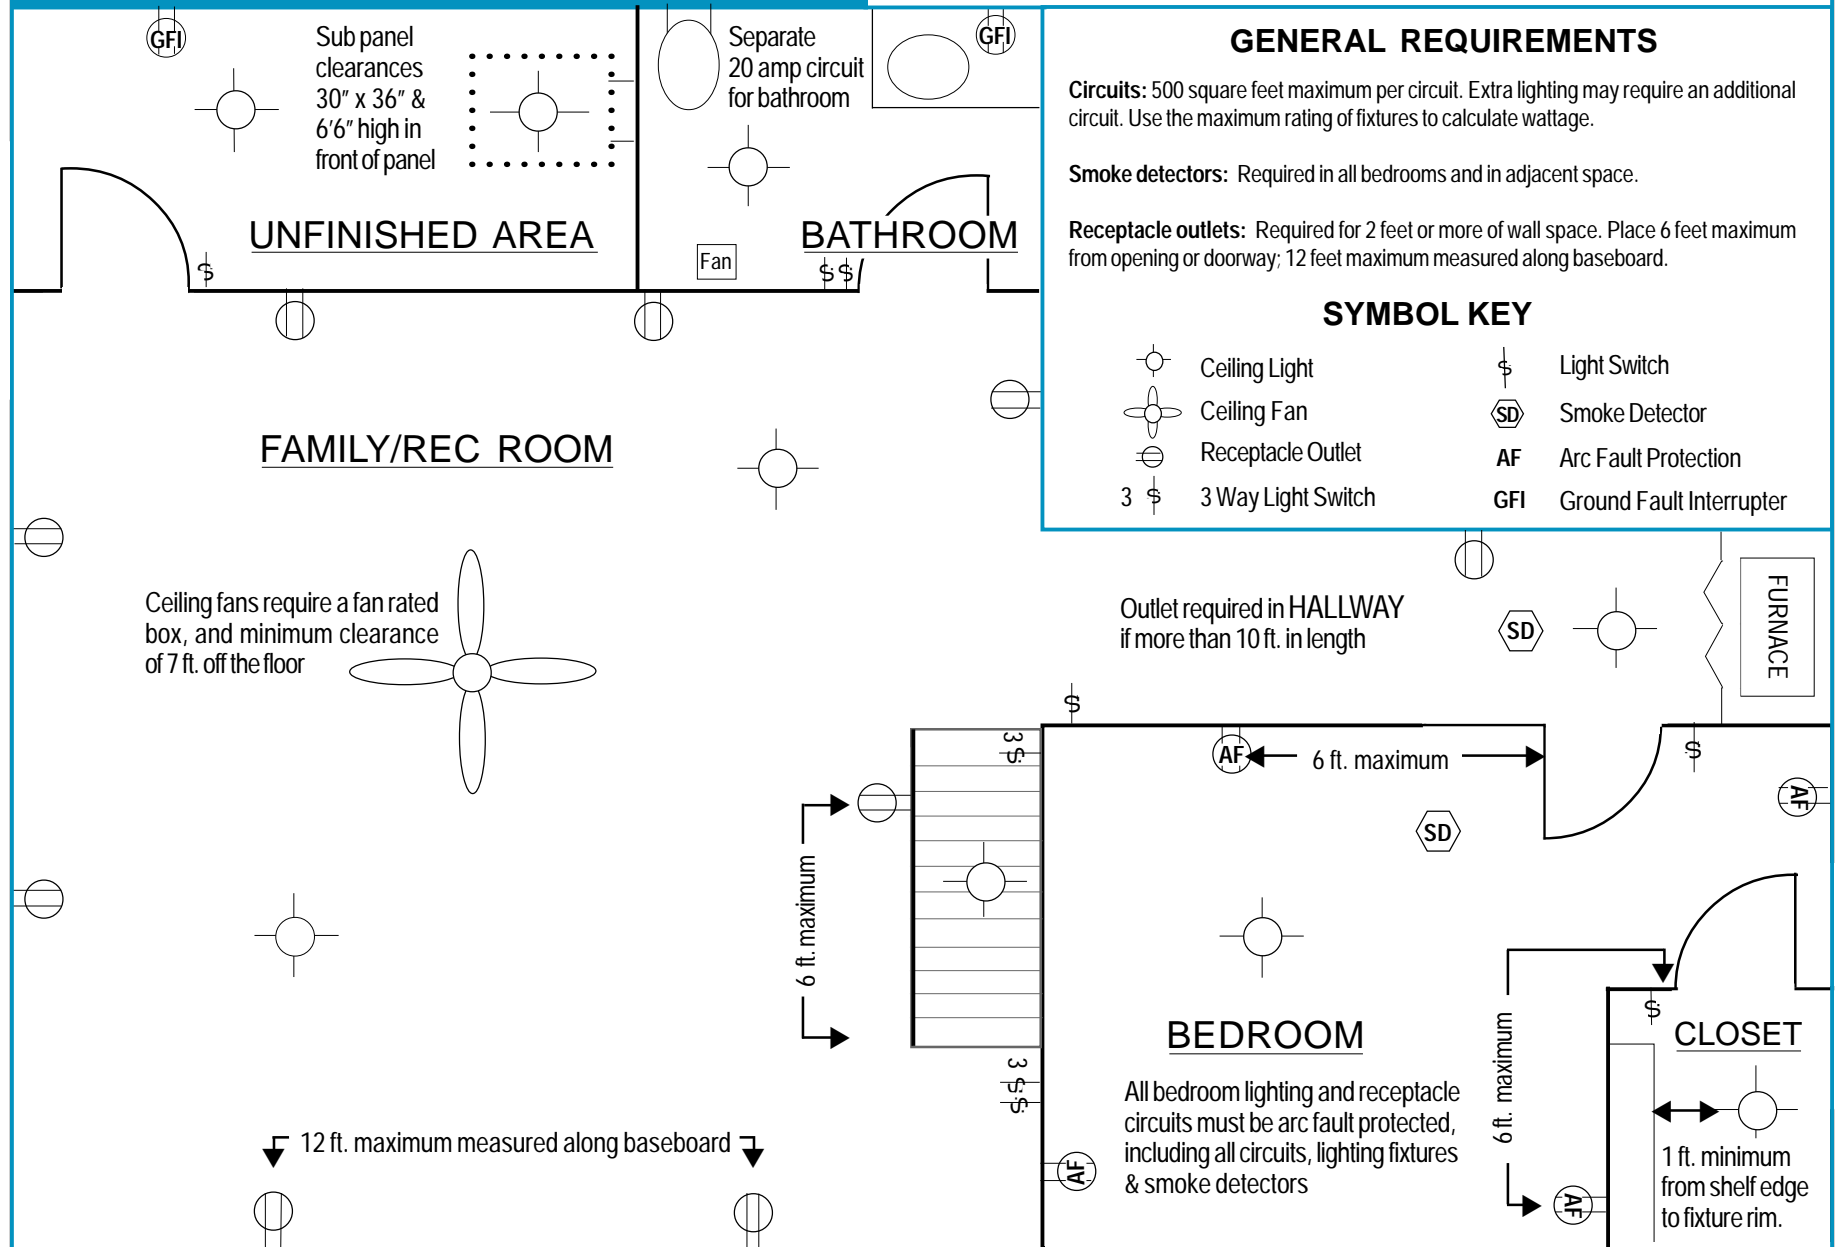 GFI
Sub panel
clearances
30" x 36" &
6'6" high in
front of panel
Separate
20 amp circuit
for bathroom
GFI
UNFINISHED AREA
BATHROOM
Fan
$
$ $
GENERAL REQUIREMENTS
Circuits: 500 square feet maximum per circuit. Extra lighting may require an additional
circuit. Use the maximum rating of fixtures to calculate wattage.
Smoke detectors: Required in all bedrooms and in adjacent space.
Receptacle outlets: Required for 2 feet or more of wall space. Place 6 feet maximum
from opening or doorway; 12 feet maximum measured along baseboard.
SYMBOL KEY
Ceiling Light
$ Light Switch
Ceiling Fan
SD Smoke Detector
Receptacle Outlet
AF Arc Fault Protection
3 $ 3 Way Light Switch
GFI Ground Fault Interrupter
FAMILY/REC ROOM
Ceiling fans require a fan rated
box, and minimum clearance
of 7 ft. off the floor
Outlet required in HALLWAY
if more than 10 ft. in length
SD
FURNACE
$
3 $
AF
6 ft. maximum
$
AF
SD
6 ft. maximum
3 $
$
12 ft. maximum measured along baseboard
BEDROOM
All bedroom lighting and receptacle
circuits must be arc fault protected,
including all circuits, lighting fixtures
& smoke detectors
AF
6 ft. maximum
AF
$
CLOSET
1 ft. minimum
from shelf edge
to fixture rim.